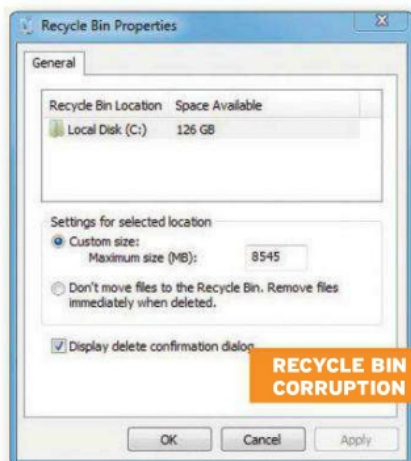 Recycle Bin Properties
General
Recycle Bin Location Space Available
Local Disk (C:) 126 GB
Settings for selected location
Custom size:
Maximum size (MB): 8545
Don't move files to the Recycle Bin. Remove files
immediately when deleted.
Display delete confirmation dialog
RECYCLE BIN
CORRUPTION
OK Cancel Apply